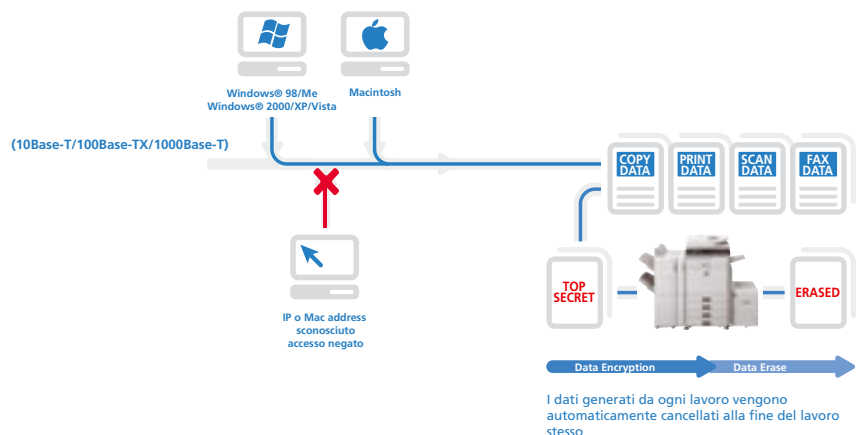 Windows® 98/Me
Windows® 2000/XP/Vista
Macintosh
(10Base-T/100Base-TX/1000Base-T)
COPY
DATA
PRINT
DATA
SCAN
DATA
FAX
DATA
IP o Mac address
sconosciuto
accesso negato
TOP
SECRET
ERASED
Data Encryption
Data Erase
I dati generati da ogni lavoro vengono
automaticamente cancellati alla fine del lavoro
stesso